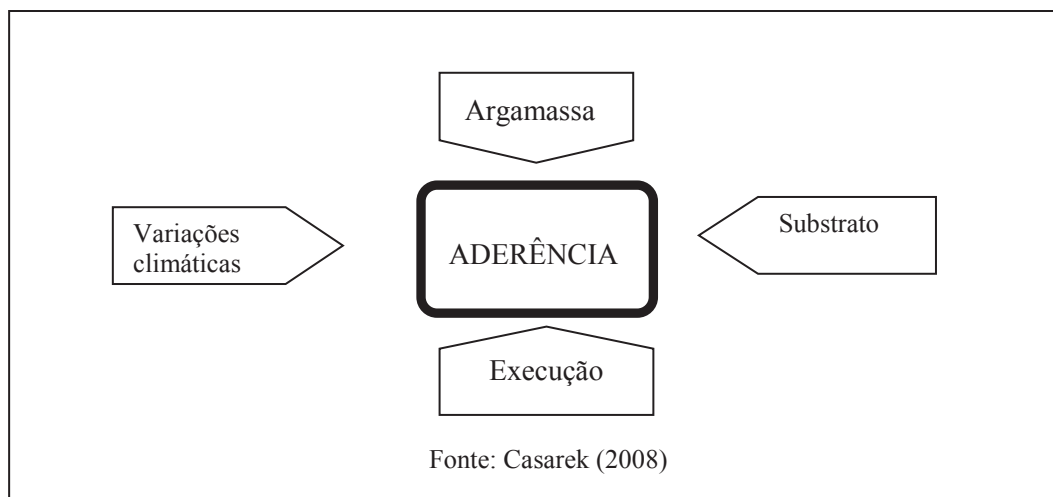 Argamassa
Variações
climáticas
ADERÊNCIA
Substrato
Execução
Fonte: Casarek (2008)